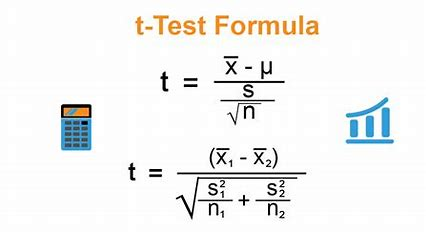 t-Test Formula
t = (x̄ - μ) / (s / √n)
t = (x̄₁ - x̄₂) / √(s₁²/n₁ + s₂²/n₂)